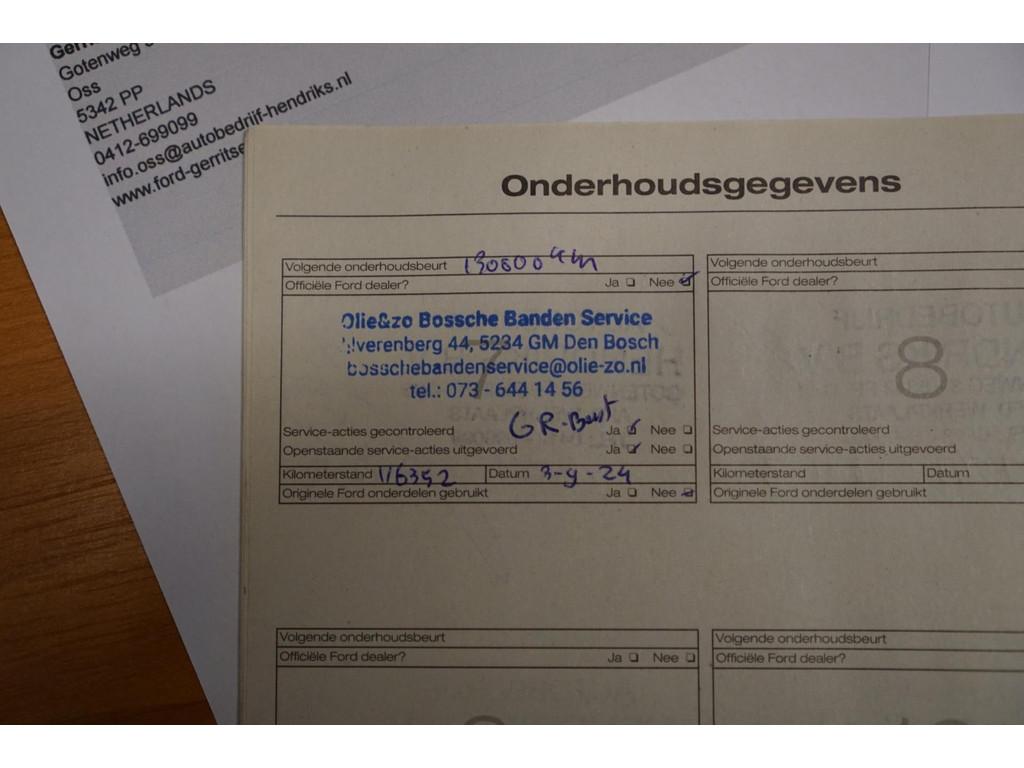 Gotenweg
Oss
5342 PP
NETHERLANDS
0412-699099
info.oss@autobedrijf-hendriks.nl
Onderhoudsgegevens
Volgende onderhoudsbeurt 130600 km
Officiële Ford dealer? Ja Nee
Olie&zo Bossche Banden Service
44, 5234 GM Den Bosch
bosschebandenservice@olie-zo.nl
tel.: 073 - 644 14 56
7
GR-Beurt
Service-acties gecontroleerd Ja Nee
Openstaande service-acties uitgevoerd Ja Nee
Kilometerstand 116352 Datum 3-9-24
Originele Ford onderdelen gebruikt Ja Nee
Volgende onderhoudsbeurt
Officiële Ford dealer?
8
Service-acties gecontroleerd
Openstaande service-acties uitgevoerd
Kilometerstand Datum
Originele Ford onderdelen gebruikt
Volgende onderhoudsbeurt
Officiële Ford dealer? Ja Nee
Volgende onderhoudsbeurt
Officiële Ford dealer?